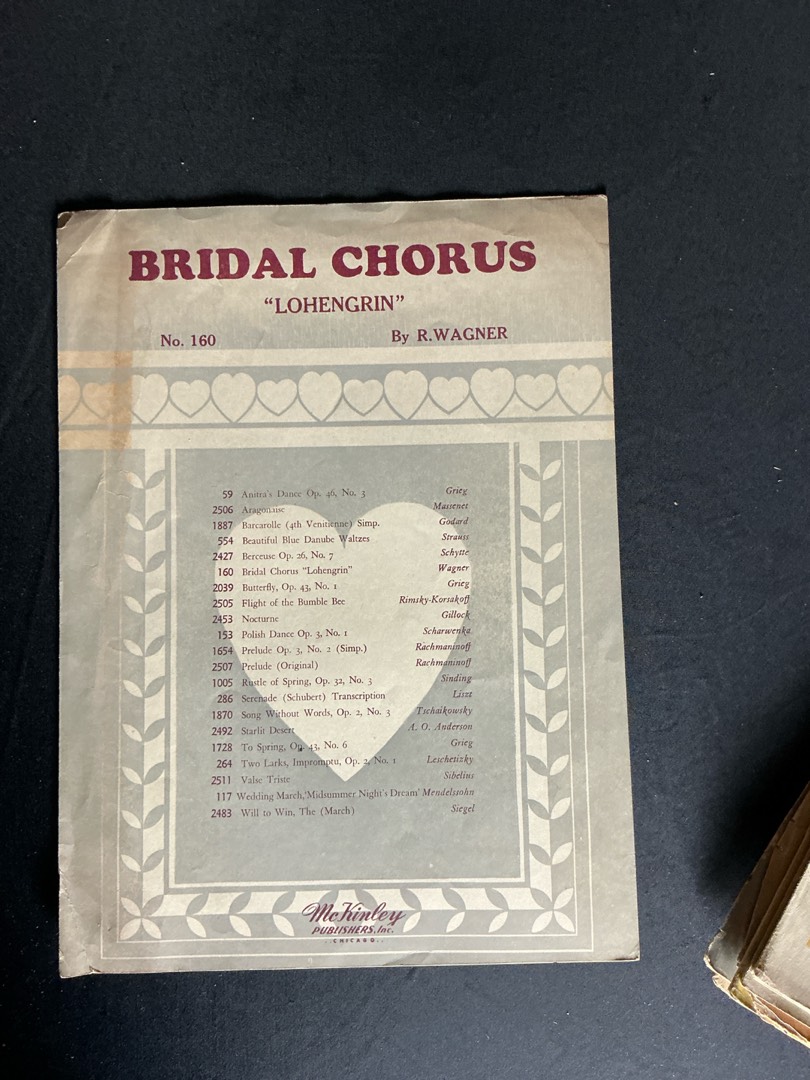 BRIDAL CHORUS
“LOHENGRIN”
No. 160 By R. WAGNER
59 Anitra's Dance Op. 46, No. 3 Grieg
2506 Aragonaise Massenet
1887 Barcarolle (4th Venitienne) Simp. Godard
554 Beautiful Blue Danube Waltzes Strauss
2427 Berceuse Op. 26, No. 7 Schytte
160 Bridal Chorus “Lohengrin” Wagner
2039 Butterfly, Op. 43, No. 1 Grieg
2505 Flight of the Bumble Bee Rimsky-Korsakoff
2453 Nocturne Gillock
153 Polish Dance Op. 3, No. 1 Scharwenka
1654 Prelude Op. 3, No. 2 (Simp.) Rachmaninoff
2507 Prelude (Original) Rachmaninoff
1005 Rustle of Spring, Op. 32, No. 3 Sinding
286 Serenade (Schubert) Transcription Liszt
1870 Song Without Words, Op. 2, No. 3 Tschaikowsky
2492 Starlit Desert A. O. Anderson
1728 To Spring, Op. 43, No. 6 Grieg
264 Two Larks, Impromptu, Op. 2, No. 1 Leschetizky
2511 Valse Triste Sibelius
117 Wedding March, 'Midsummer Night's Dream' Mendelssohn
2483 Will to Win, The (March) Siegel
McKinley
PUBLISHERS, Inc.
..CHICAGO..